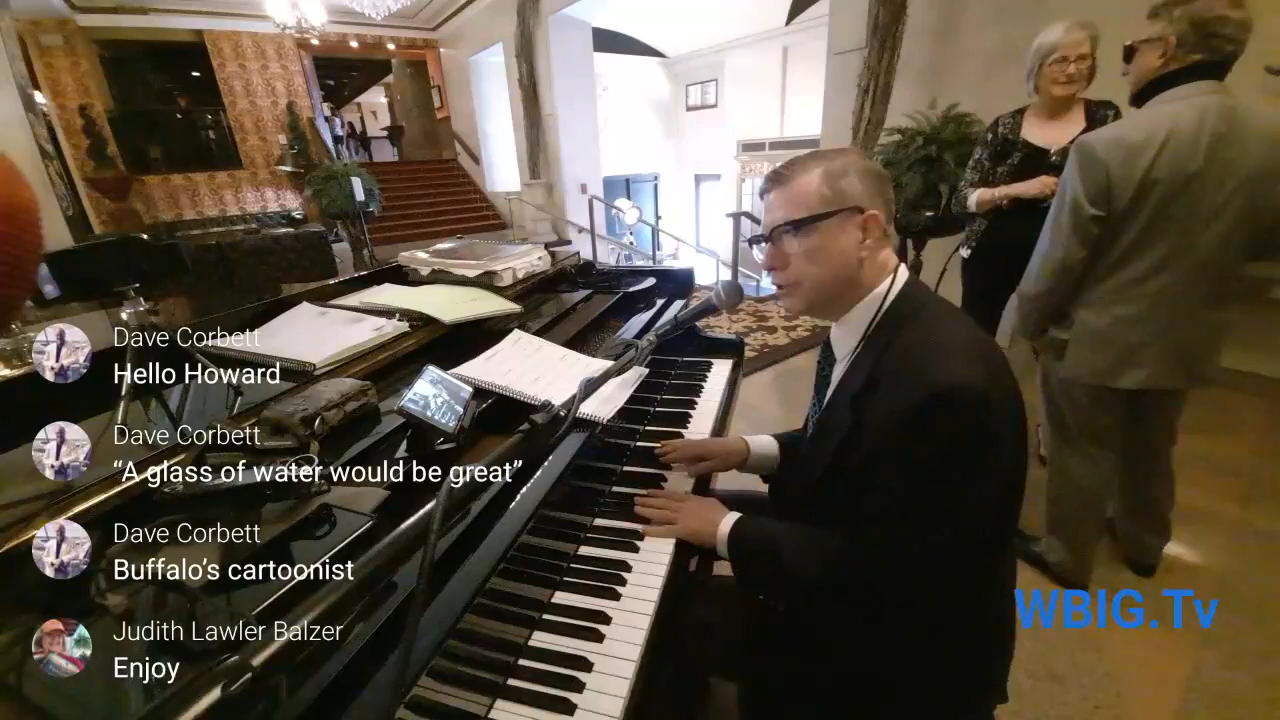 Dave Corbett
Hello Howard
Dave Corbett
“A glass of water would be great”
Dave Corbett
Buffalo’s cartoonist
Judith Lawler Balzer
Enjoy
WBIG.Tv